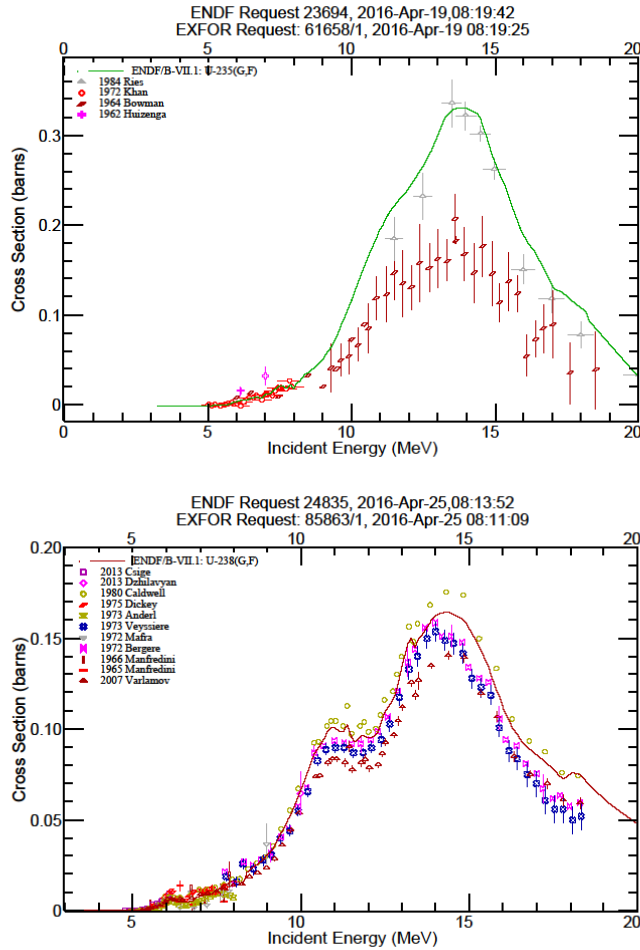 ENDF Request 23694, 2016-Apr-19,08:19:42
EXFOR Request: 61658/1, 2016-Apr-19 08:19:25
0 5 10 15 20
ENDF/B-VII.1: U-235(G,F)
1984 Ries
1972 Khan
1964 Bowman
1962 Huizenga
Cross Section (barns)
0.3
0.2
0.1
0
0 5 10 15 20
Incident Energy (MeV)
ENDF Request 24835, 2016-Apr-25,08:13:52
EXFOR Request: 85863/1, 2016-Apr-25 08:11:09
0 5 10 15 20
0.20
ENDF/B-VII.1: U-238(G,F)
2013 Csige
2013 Dzhilavyan
1980 Caldwell
1975 Dickey
1973 Anderl
1973 Veyssiere
1972 Mafra
1972 Bergere
1966 Manfredini
1965 Manfredini
2007 Varlamov
Cross Section (barns)
0.15
0.10
0.05
0
0 5 10 15 20
Incident Energy (MeV)